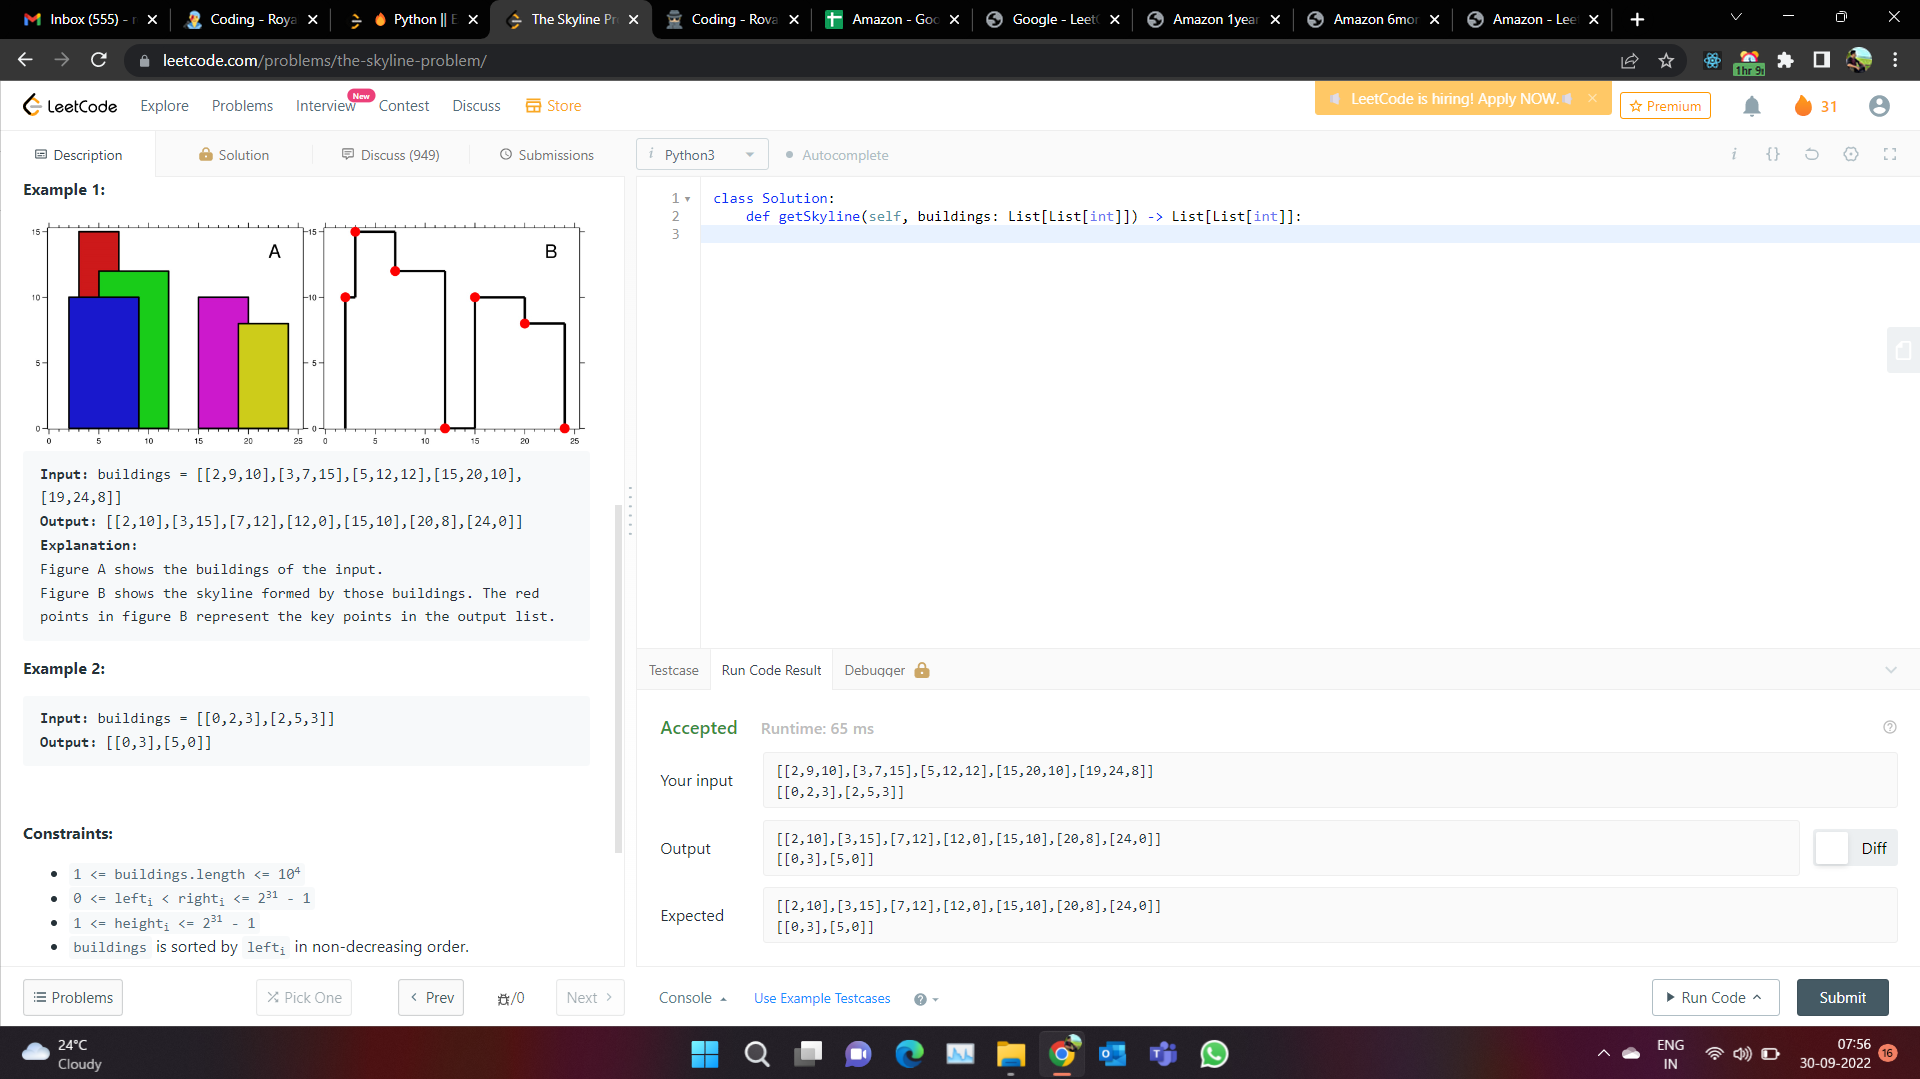 Inbox (555) - r
Coding - Roya
Python || E
The Skyline Pr
Coding - Rova
Amazon - Goo
Google - LeetC
Amazon 1year
Amazon 6mon
Amazon - Lee
leetcode.com/problems/the-skyline-problem/
1hr 9
LeetCode
Explore
Problems
Interview
New
Contest
Discuss
Store
LeetCode is hiring! Apply NOW.
Premium
31
Description
Solution
Discuss (949)
Submissions
i Python3
Autocomplete
i {}
Example 1:
15
10
5
0
0 5 10 15 20 25
A
15
10
5
0
0 5 10 15 20 25
B
Input: buildings = [[2,9,10],[3,7,15],[5,12,12],[15,20,10],
[19,24,8]]
Output: [[2,10],[3,15],[7,12],[12,0],[15,10],[20,8],[24,0]]
Explanation:
Figure A shows the buildings of the input.
Figure B shows the skyline formed by those buildings. The red
points in figure B represent the key points in the output list.
Example 2:
Input: buildings = [[0,2,3],[2,5,3]]
Output: [[0,3],[5,0]]
Constraints:
1 <= buildings.length <= 10⁴
0 <= leftᵢ < rightᵢ <= 2³¹ - 1
1 <= heightᵢ <= 2³¹ - 1
buildings is sorted by leftᵢ in non-decreasing order.
1 class Solution:
2 def getSkyline(self, buildings: List[List[int]]) -> List[List[int]]:
3
Testcase
Run Code Result
Debugger
Accepted
Runtime: 65 ms
Your input
[[2,9,10],[3,7,15],[5,12,12],[15,20,10],[19,24,8]]
[[0,2,3],[2,5,3]]
Output
[[2,10],[3,15],[7,12],[12,0],[15,10],[20,8],[24,0]]
[[0,3],[5,0]]
Diff
Expected
[[2,10],[3,15],[7,12],[12,0],[15,10],[20,8],[24,0]]
[[0,3],[5,0]]
Problems
Pick One
Prev
/0
Next
Console
Use Example Testcases
Run Code
Submit
24°C
Cloudy
ENG
IN
07:56
30-09-2022
16